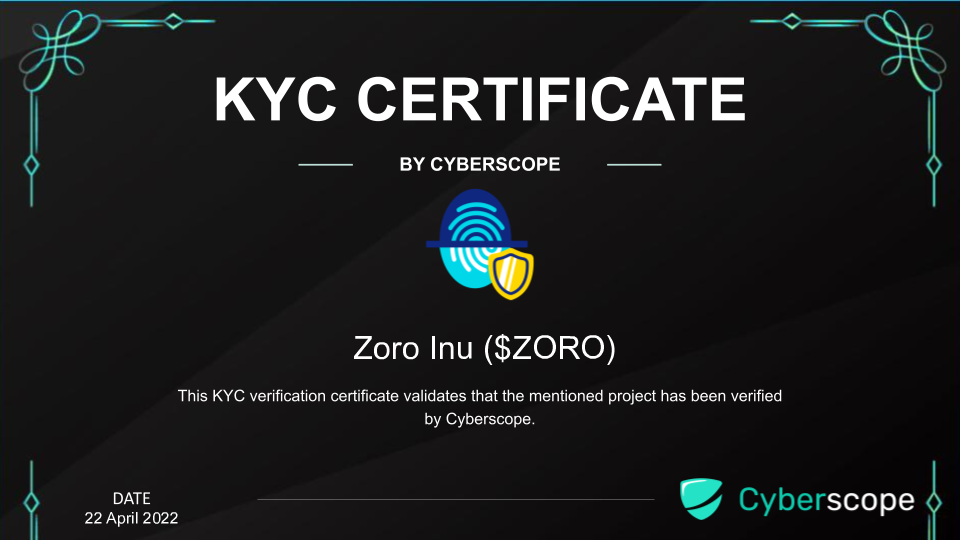 KYC CERTIFICATE
BY CYBERSCOPE
Zoro Inu ($ZORO)
This KYC verification certificate validates that the mentioned project has been verified
by Cyberscope.
DATE
22 April 2022
Cyberscope